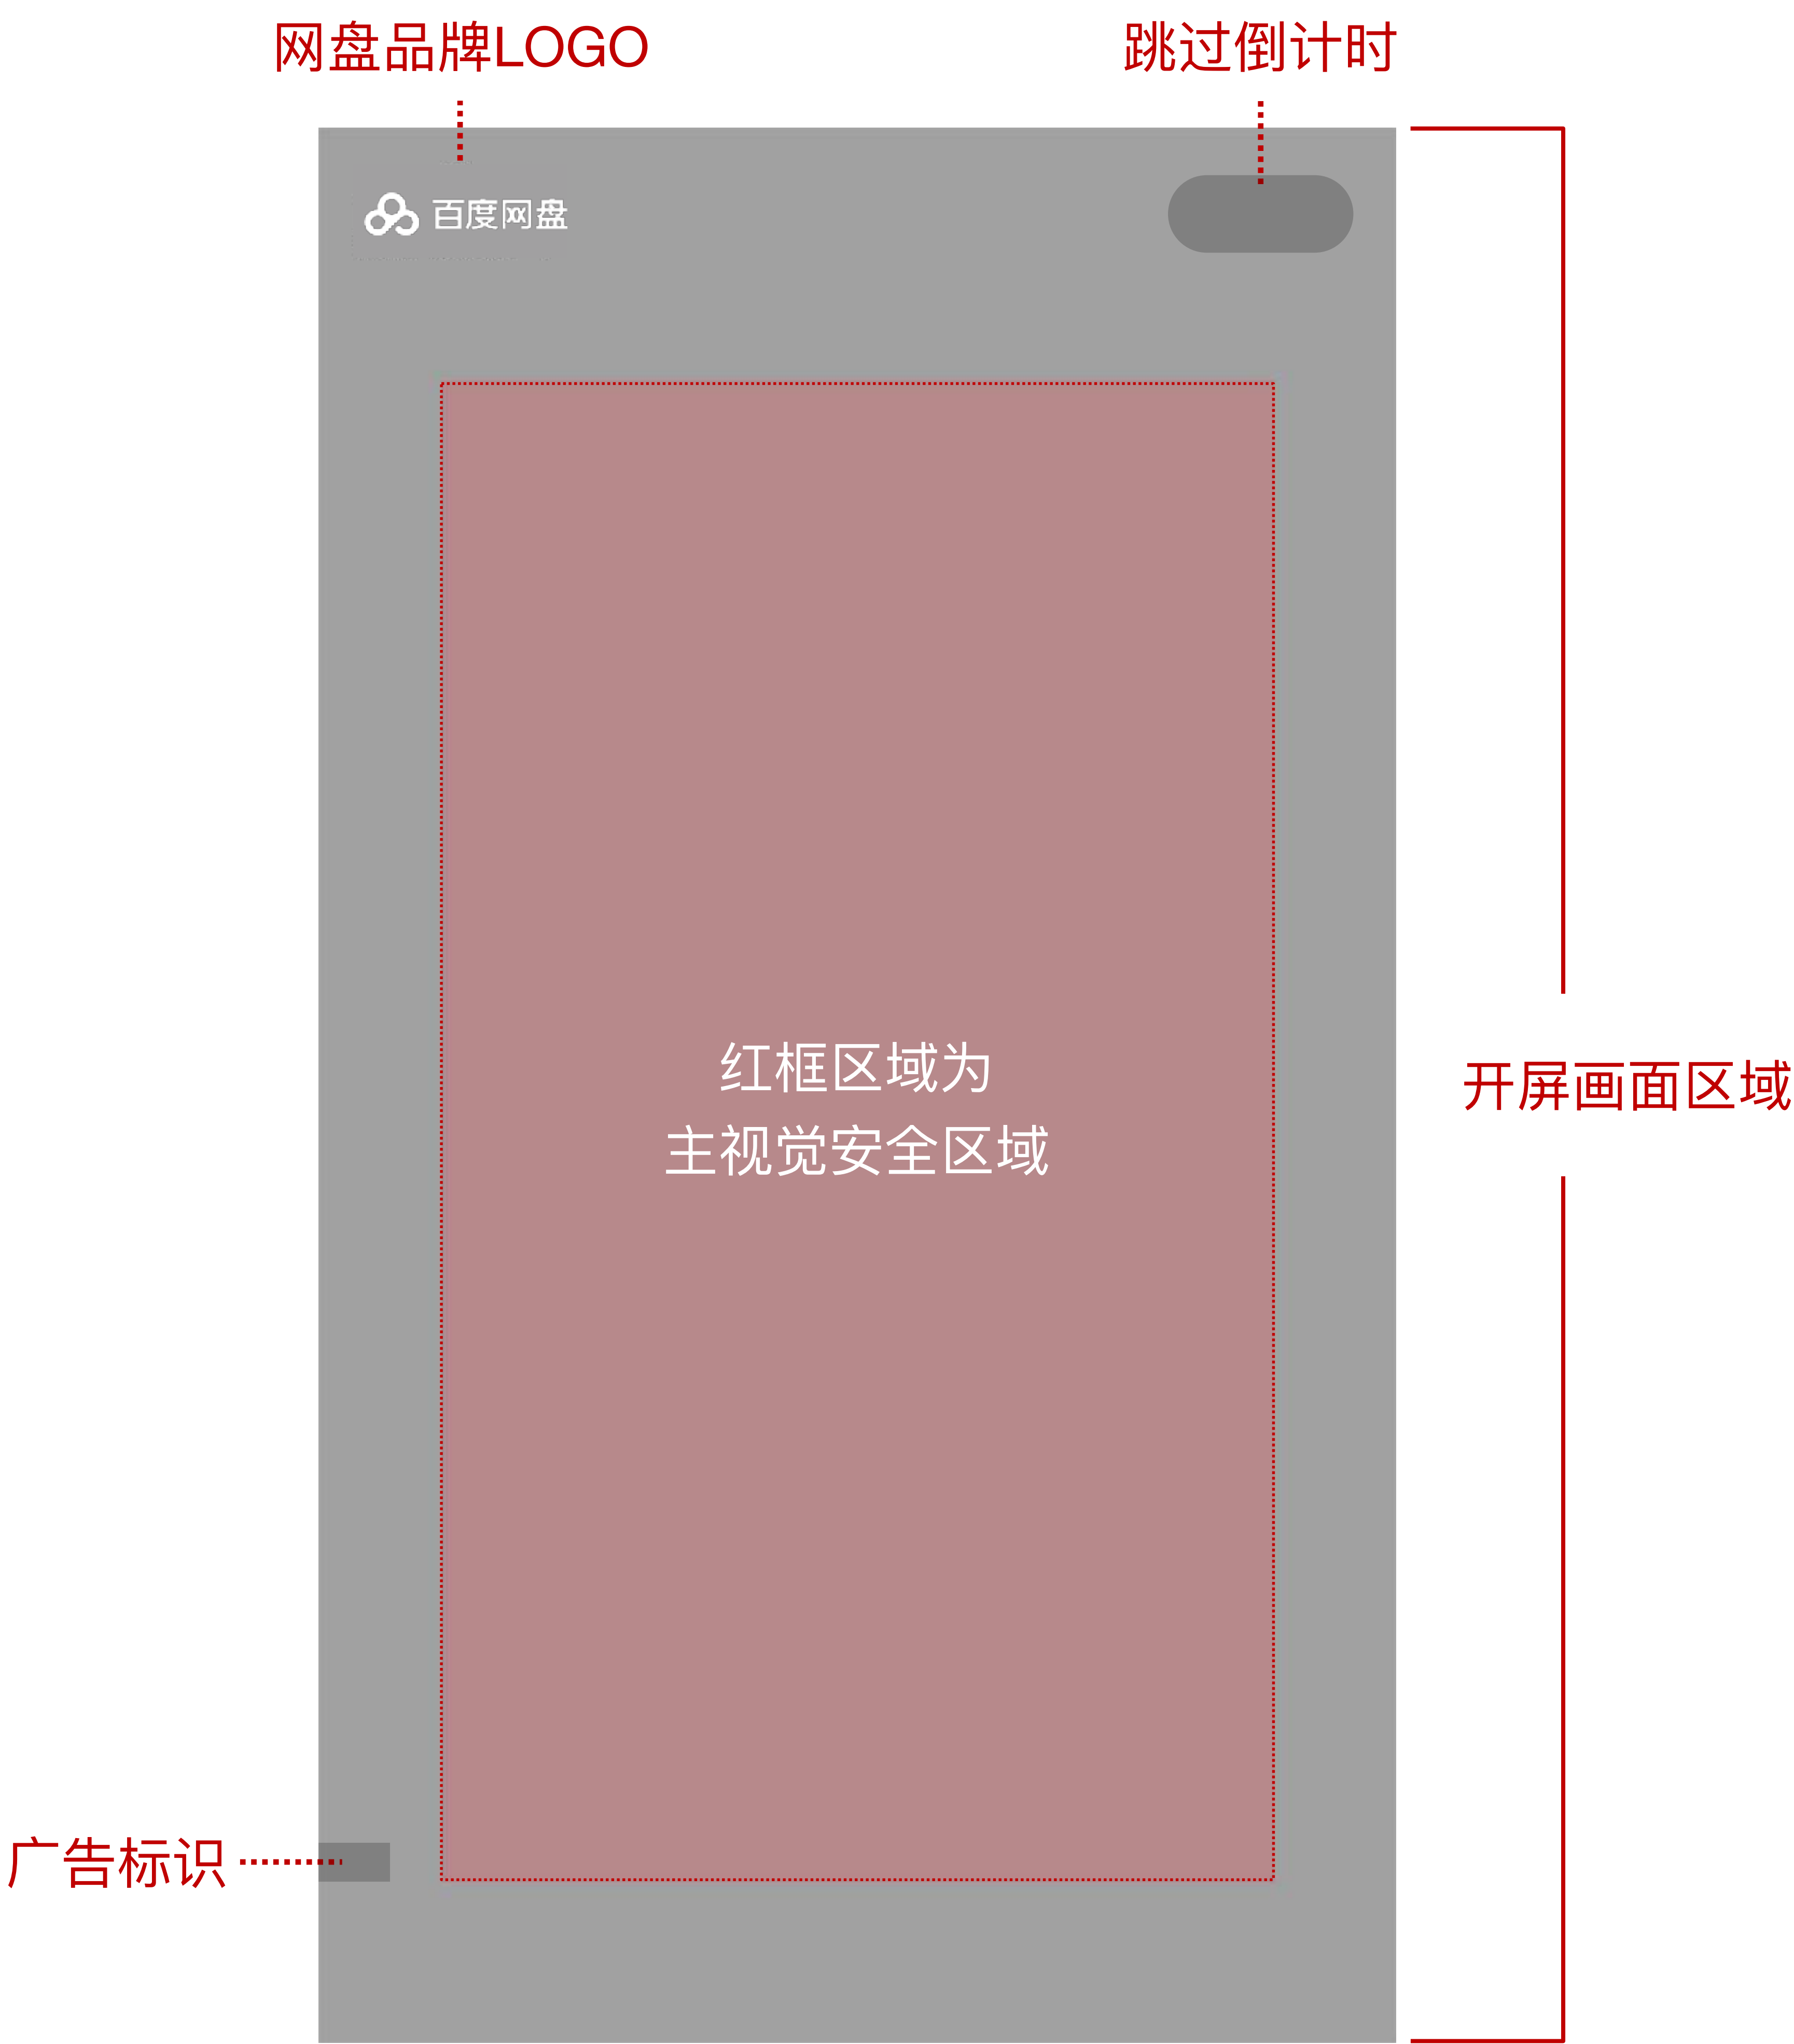 网盘品牌LOGO
跳过倒计时
百度网盘
红框区域为
主视觉安全区域
开屏画面区域
广告标识